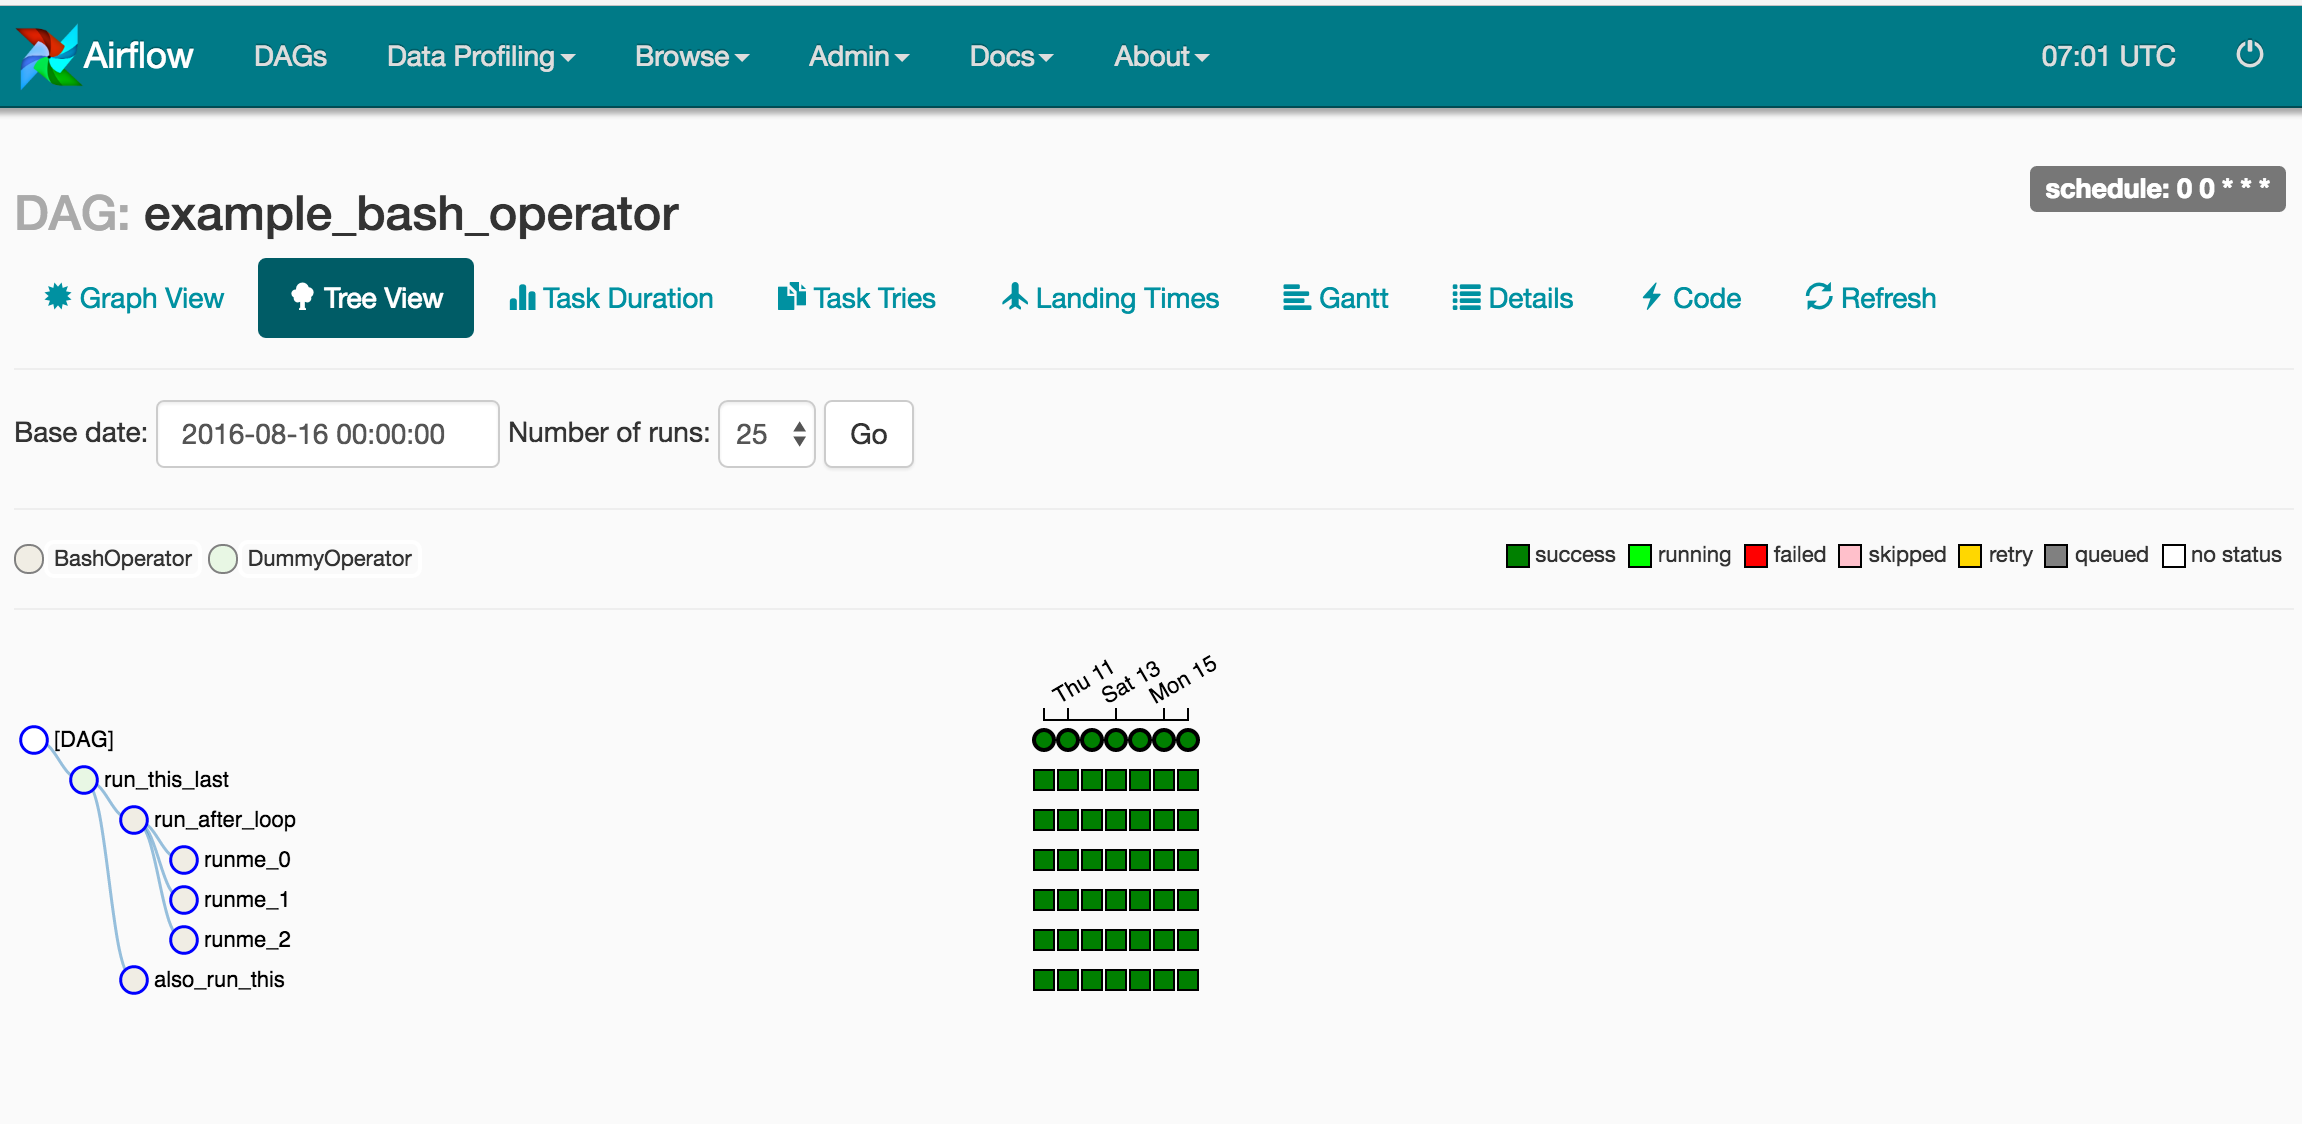 Airflow DAGs Data Profiling Browse Admin Docs About 07:01 UTC
schedule: 0 0 * * *
DAG: example_bash_operator
Graph View Tree View Task Duration Task Tries Landing Times Gantt Details Code Refresh
Base date: 2016-08-16 00:00:00 Number of runs: 25 Go
BashOperator DummyOperator success running failed skipped retry queued no status
Thu 11 Sat 13 Mon 15
[DAG]
run_this_last
run_after_loop
runme_0
runme_1
runme_2
also_run_this